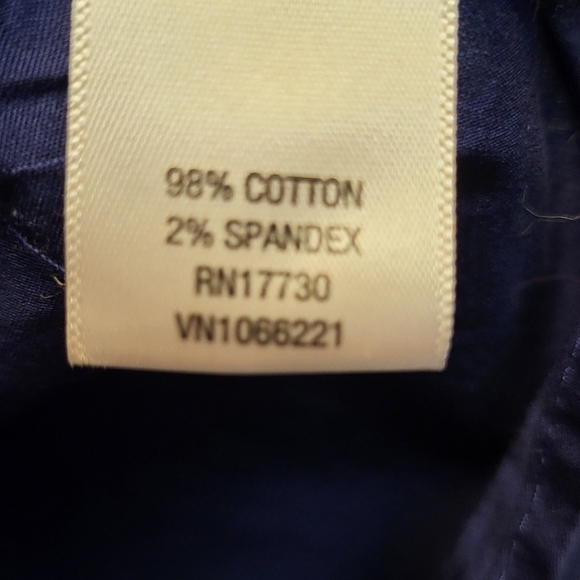 98% COTTON
2% SPANDEX
RN17730
VN1066221